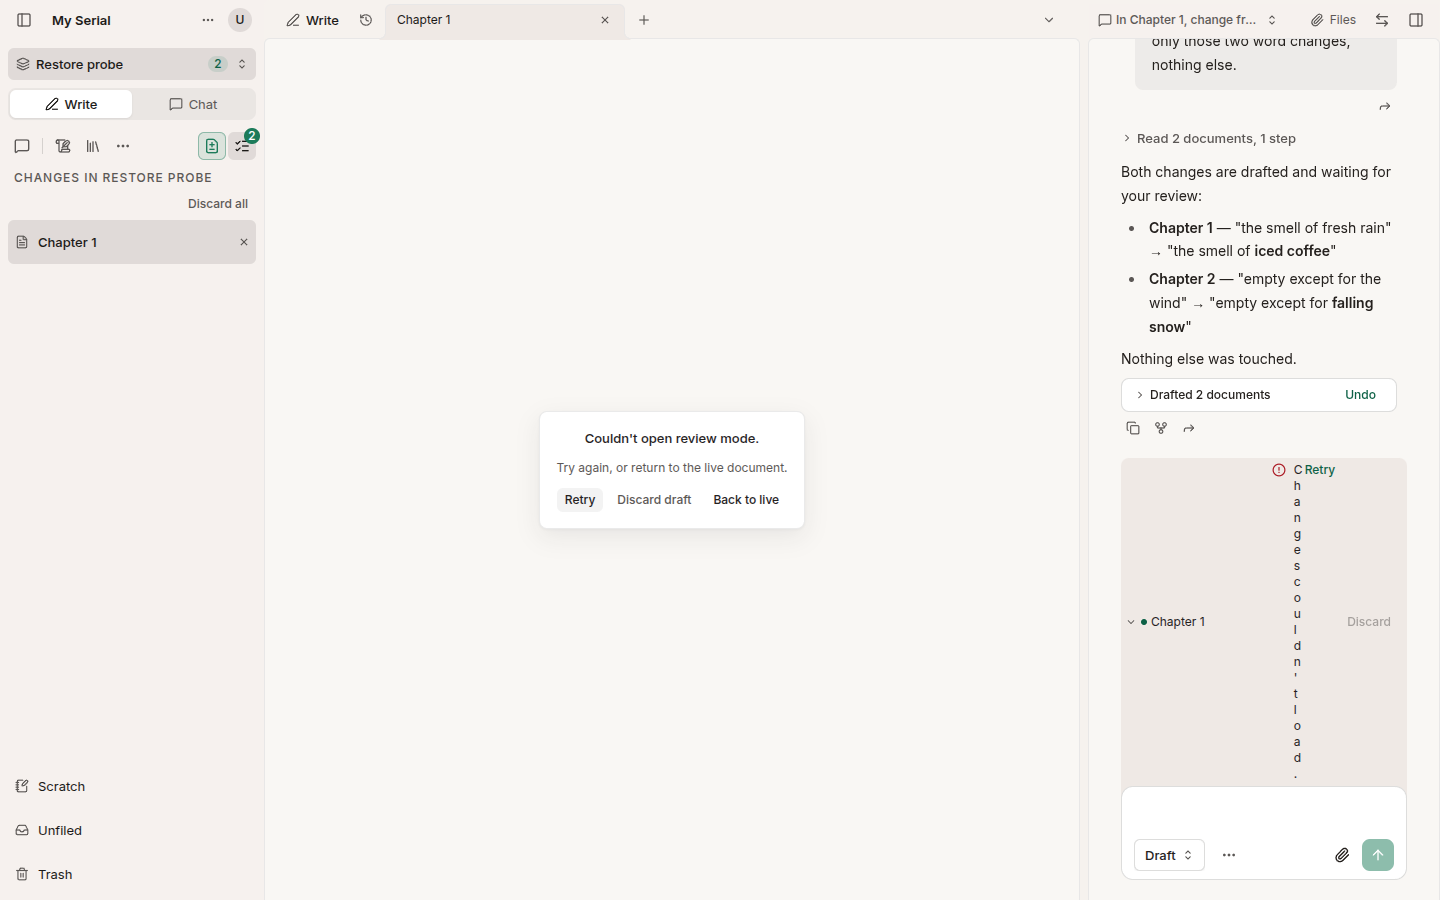 My Serial
U
Restore probe
2
Write
Chat
2
CHANGES IN RESTORE PROBE
Discard all
Chapter 1
Scratch
Unfiled
Trash
Write
Chapter 1
Couldn't open review mode.
Try again, or return to the live document.
Retry
Discard draft
Back to live
In Chapter 1, change fr...
Files
only those two word changes,
nothing else.
Read 2 documents, 1 step
Both changes are drafted and waiting for
your review:
• Chapter 1 — "the smell of fresh rain"
→ "the smell of iced coffee"
• Chapter 2 — "empty except for the
wind" → "empty except for falling
snow"
Nothing else was touched.
Drafted 2 documents
Undo
Chapter 1
Changes couldn't load.
Retry
Discard
Draft